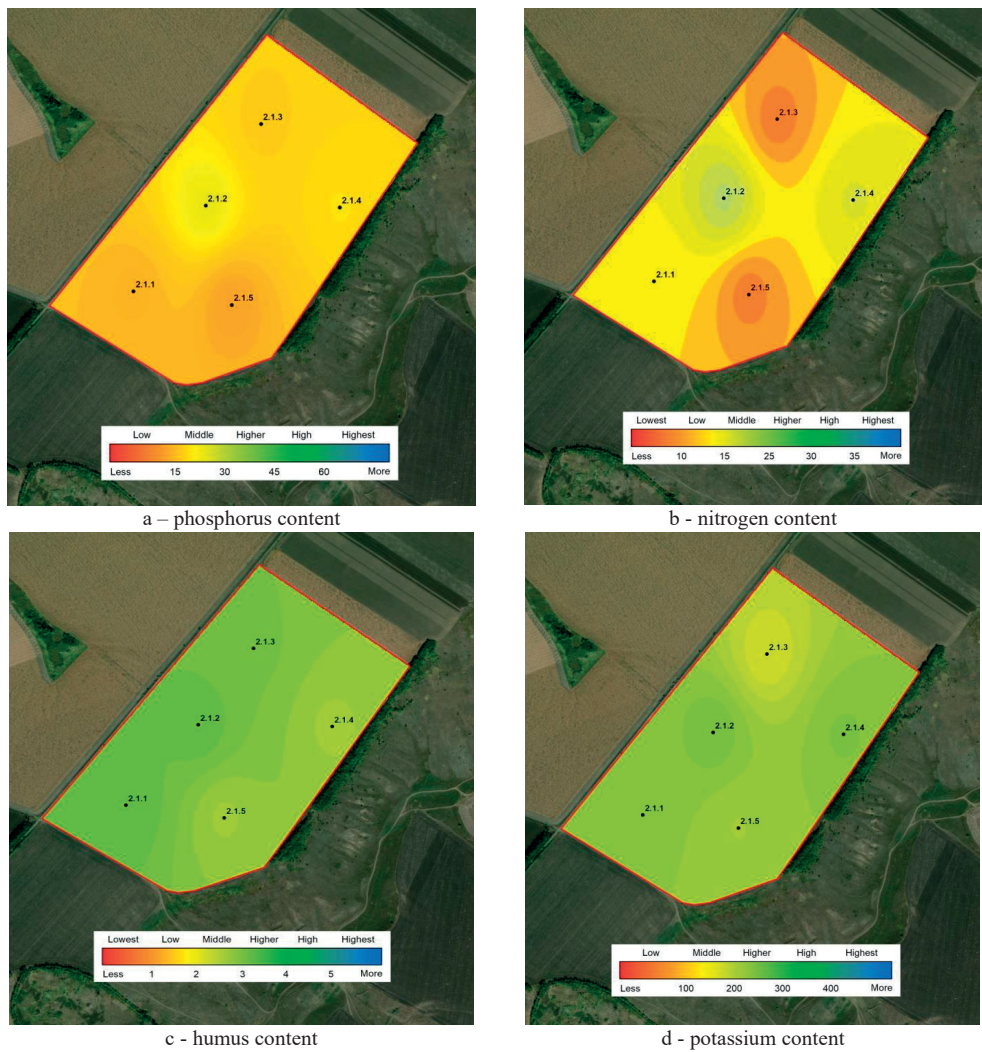 2.1.3
2.1.2
2.1.4
2.1.1
2.1.5
Low Middle Higher High Highest
Less 15 30 45 60 More
a – phosphorus content
2.1.3
2.1.2
2.1.4
2.1.1
2.1.5
Lowest Low Middle Higher High Highest
Less 10 15 25 30 35 More
b - nitrogen content
2.1.3
2.1.2
2.1.4
2.1.1
2.1.5
Lowest Low Middle Higher High Highest
Less 1 2 3 4 5 More
c - humus content
2.1.3
2.1.2
2.1.4
2.1.1
2.1.5
Low Middle Higher High Highest
Less 100 200 300 400 More
d - potassium content